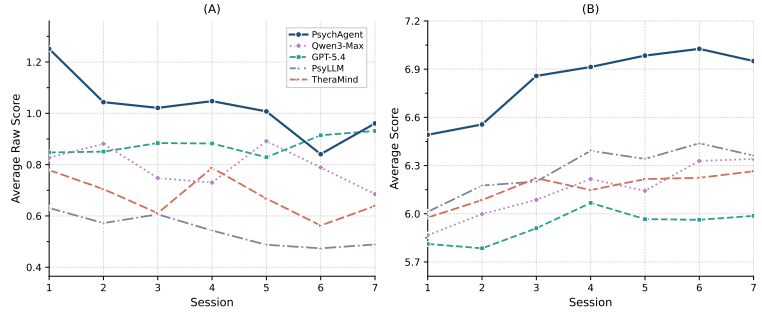 (A)
Average Raw Score
1.2
1.0
0.8
0.6
0.4
PsychAgent
Qwen3-Max
GPT-5.4
PsyLLM
TheraMind
1 2 3 4 5 6 7
Session
(B)
Average Score
7.2
6.9
6.6
6.3
6.0
5.7
1 2 3 4 5 6 7
Session